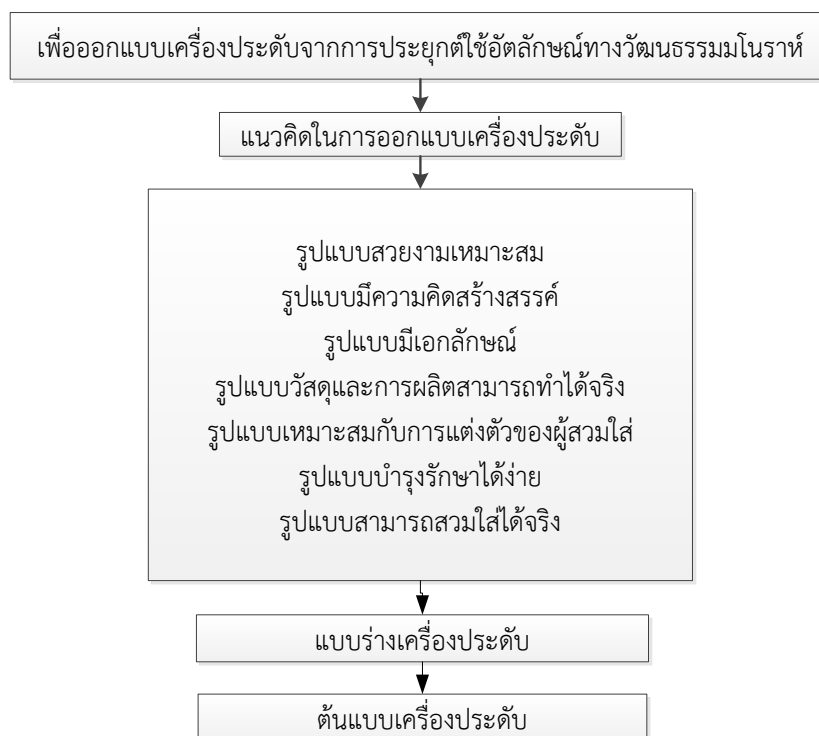 เพื่อออกแบบเครื่องประดับจากการประยุกต์ใช้อัตลักษณ์ทางวัฒนธรรมมโนราห์
แนวคิดในการออกแบบเครื่องประดับ
รูปแบบสวยงามเหมาะสม
รูปแบบมีความคิดสร้างสรรค์
รูปแบบมีเอกลักษณ์
รูปแบบวัสดุและการผลิตสามารถทำได้จริง
รูปแบบเหมาะสมกับการแต่งตัวของผู้สวมใส่
รูปแบบบำรุงรักษาได้ง่าย
รูปแบบสามารถสวมใส่ได้จริง
แบบร่างเครื่องประดับ
ต้นแบบเครื่องประดับ